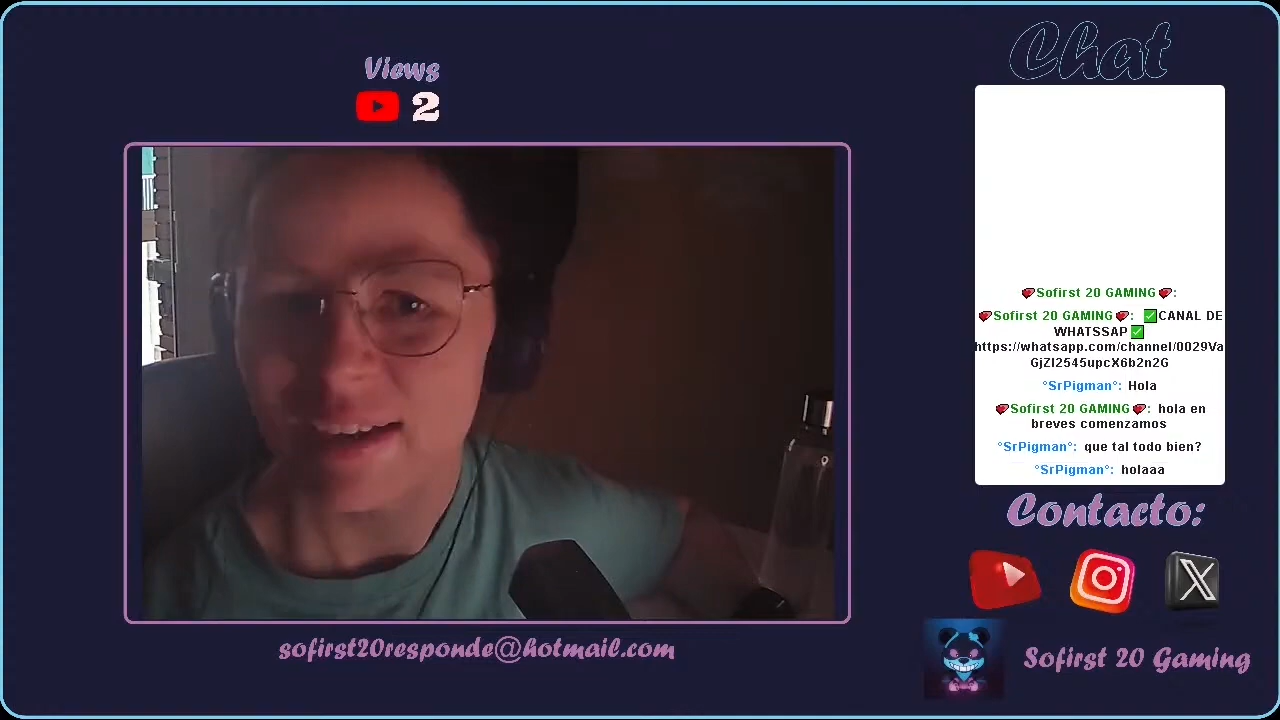 Views
2
sofirst20responde@hotmail.com
Chat
Sofirst 20 GAMING:
Sofirst 20 GAMING: ✅CANAL DE
WHATSSAP✅
https://whatsapp.com/channel/0029Va
GjZl2545upcX6b2n2G
°SrPigman°: Hola
Sofirst 20 GAMING: hola en
breves comenzamos
°SrPigman°: que tal todo bien?
°SrPigman°: holaaa
Contacto:
Sofirst 20 Gaming